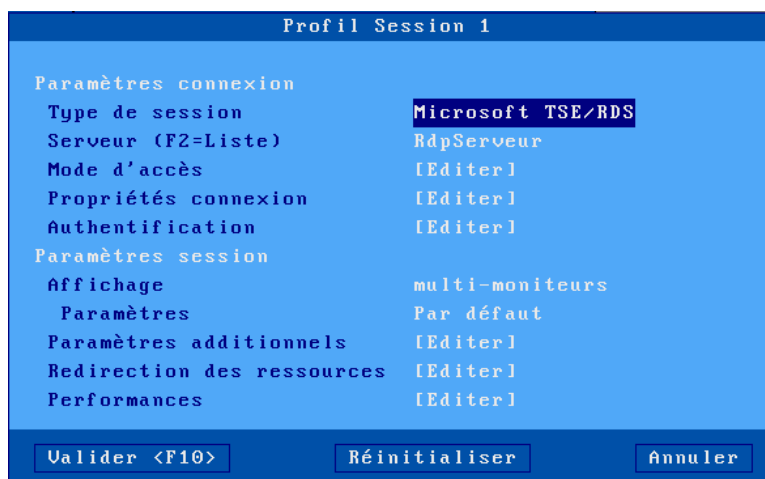 Profil Session 1
Paramètres connexion
Type de session Microsoft TSE/RDS
Serveur (F2=Liste) RdpServeur
Mode d'accès [Editer]
Propriétés connexion [Editer]
Authentification [Editer]
Paramètres session
Affichage multi-moniteurs
Paramètres Par défaut
Paramètres additionnels [Editer]
Redirection des ressources [Editer]
Performances [Editer]
Valider <F10> Réinitialiser Annuler